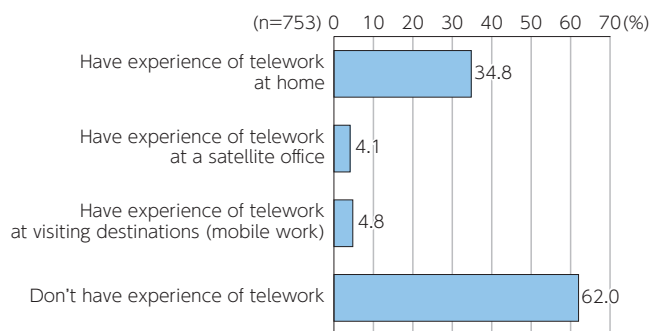 (n=753) 0 10 20 30 40 50 60 70(%)
Have experience of telework
at home
34.8
Have experience of telework
at a satellite office
4.1
Have experience of telework
at visiting destinations (mobile work)
4.8
Don't have experience of telework
62.0